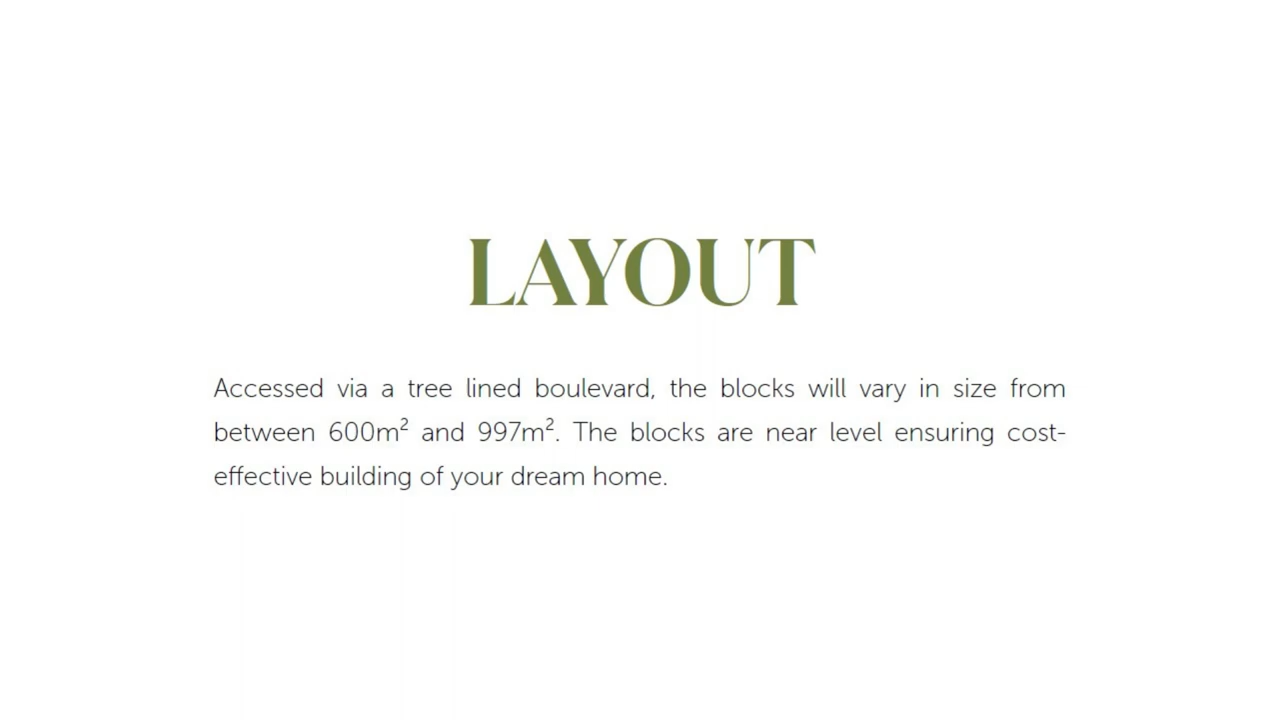 LAYOUT
Accessed via a tree lined boulevard, the blocks will vary in size from
between 600m² and 997m². The blocks are near level ensuring cost-
effective building of your dream home.